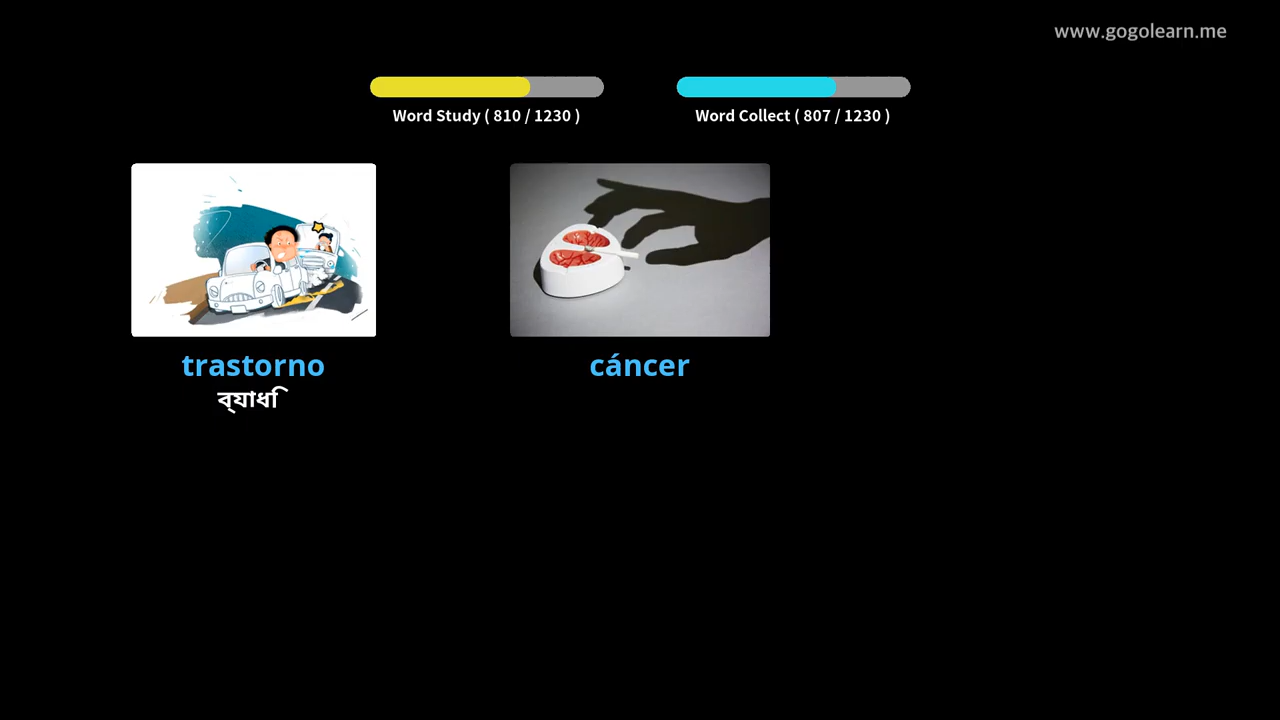 www.gogolearn.me
Word Study ( 810 / 1230 )
Word Collect ( 807 / 1230 )
trastorno
ব্যাধি
cáncer